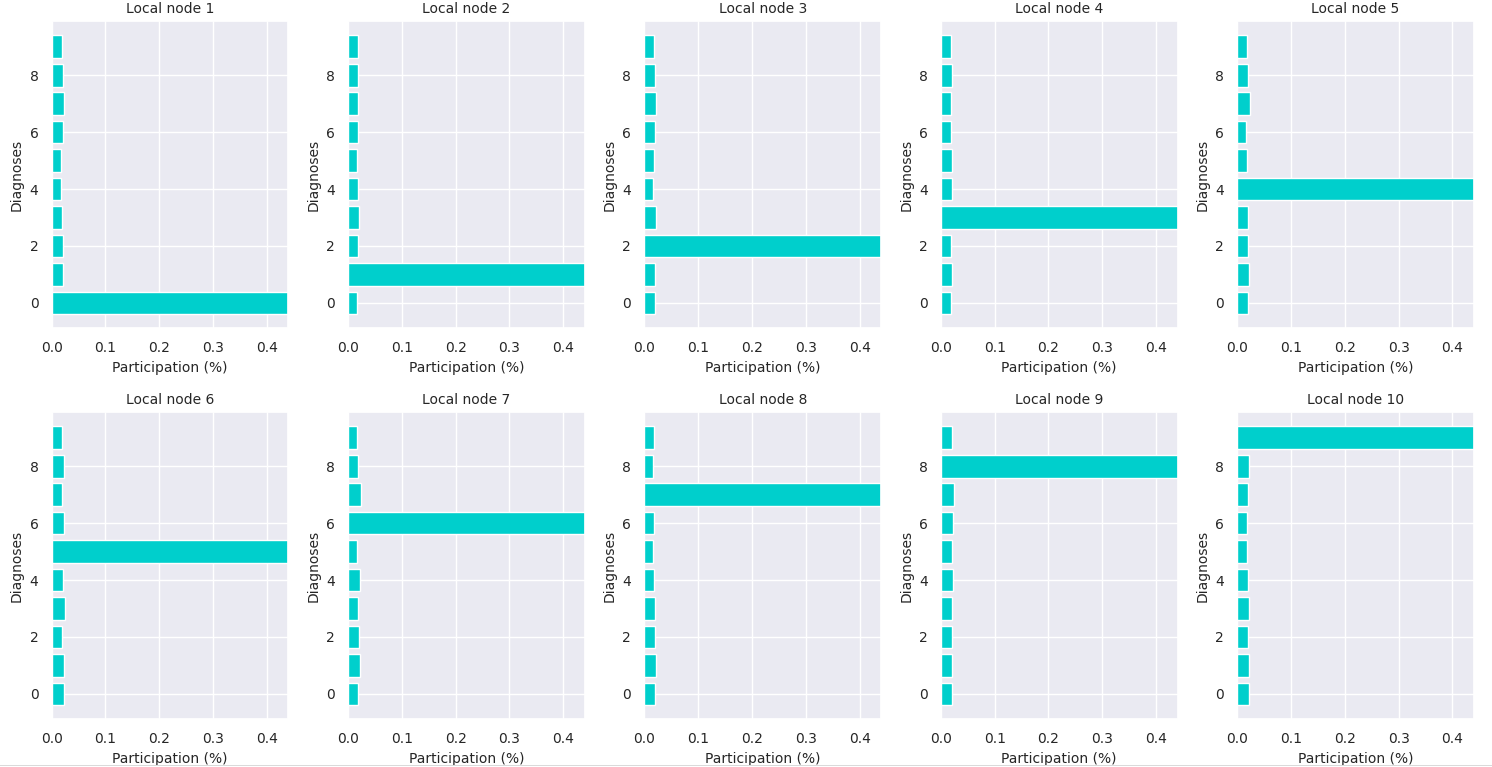 Local node 1 Local node 2 Local node 3 Local node 4 Local node 5
8 8 8 8 8
6 6 6 6 6
Diagnoses Diagnoses Diagnoses Diagnoses Diagnoses
4 4 4 4 4
2 2 2 2 2
0 0 0 0 0
0.0 0.1 0.2 0.3 0.4 0.0 0.1 0.2 0.3 0.4 0.0 0.1 0.2 0.3 0.4 0.0 0.1 0.2 0.3 0.4 0.0 0.1 0.2 0.3 0.4
Participation (%) Participation (%) Participation (%) Participation (%) Participation (%)
Local node 6 Local node 7 Local node 8 Local node 9 Local node 10
8 8 8 8 8
6 6 6 6 6
Diagnoses Diagnoses Diagnoses Diagnoses Diagnoses
4 4 4 4 4
2 2 2 2 2
0 0 0 0 0
0.0 0.1 0.2 0.3 0.4 0.0 0.1 0.2 0.3 0.4 0.0 0.1 0.2 0.3 0.4 0.0 0.1 0.2 0.3 0.4 0.0 0.1 0.2 0.3 0.4
Participation (%) Participation (%) Participation (%) Participation (%) Participation (%)